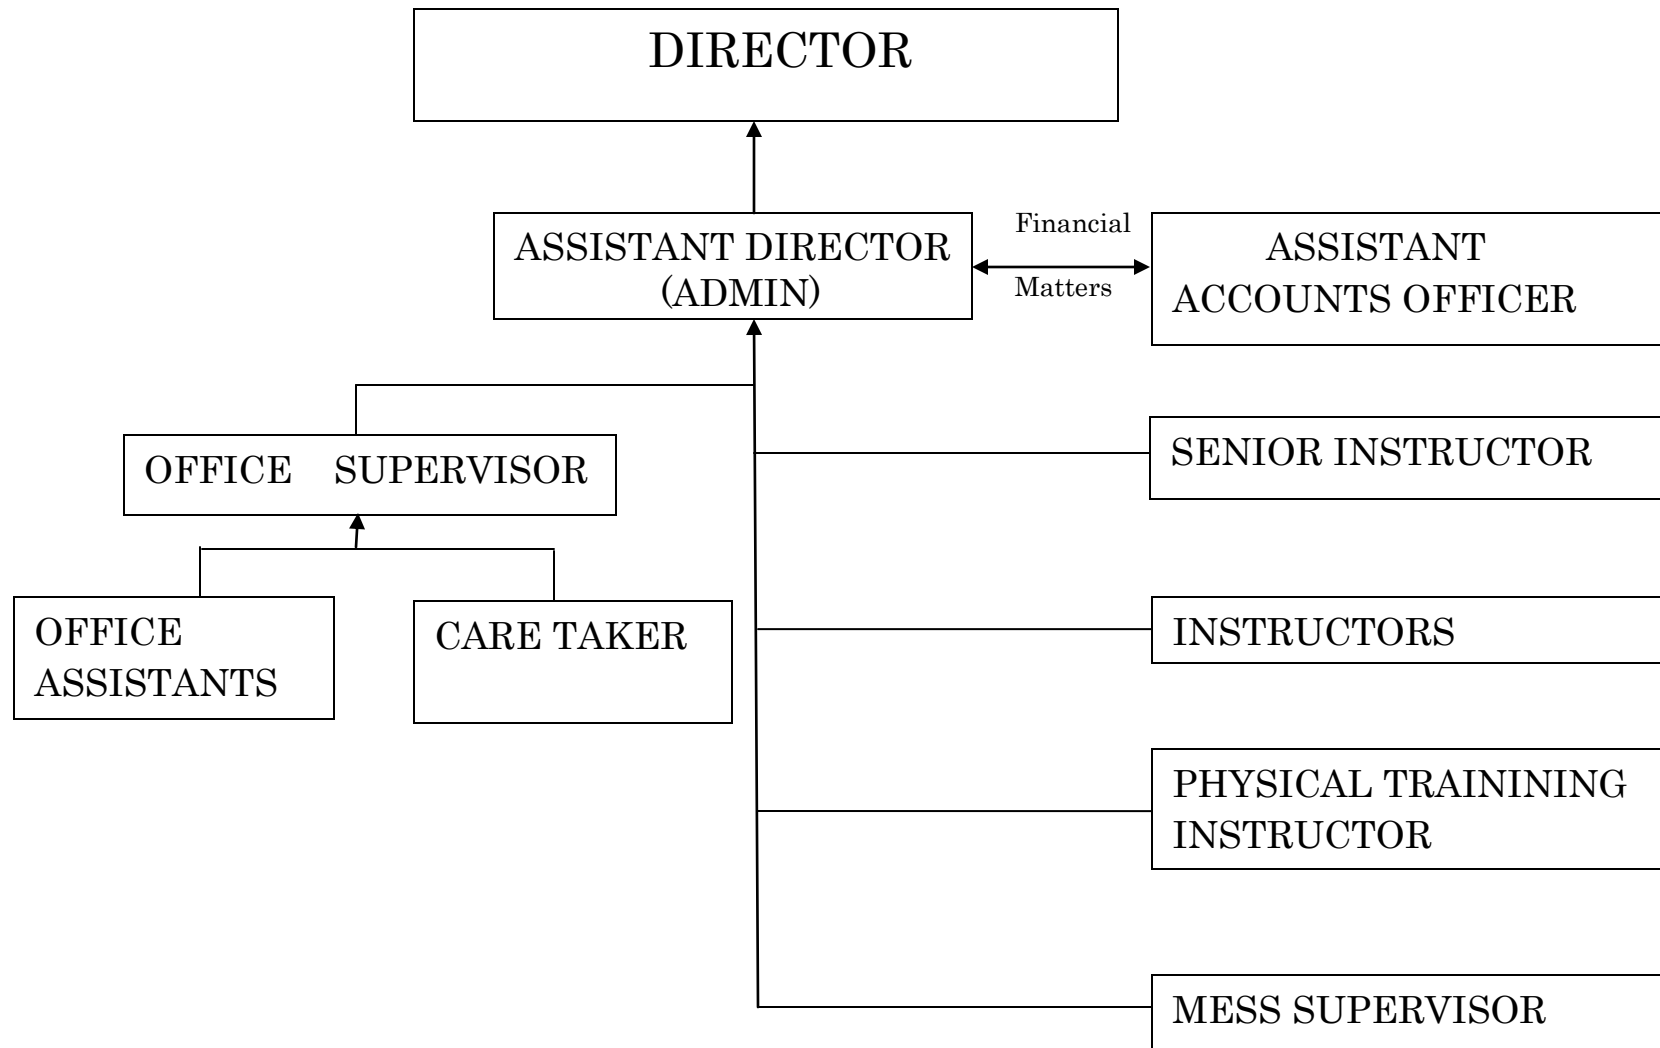 DIRECTOR
ASSISTANT DIRECTOR
(ADMIN)
Financial
Matters
ASSISTANT
ACCOUNTS OFFICER
OFFICE SUPERVISOR
SENIOR INSTRUCTOR
OFFICE
ASSISTANTS
CARE TAKER
INSTRUCTORS
PHYSICAL TRAINING
INSTRUCTOR
MESS SUPERVISOR